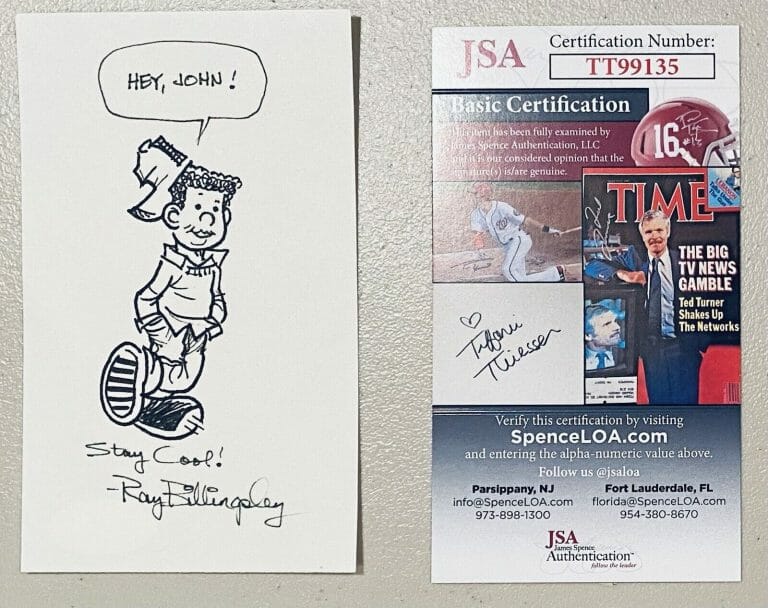 HEY, JOHN!
Stay Cool!
-Ray Billingsley
JSA
Certification Number:
TT99135
Basic Certification
This item has been fully examined by
James Spence Authentication, LLC
and it is our considered opinion that the
signature(s) is/are genuine.
16
#16
TIME
THE BIG
TV NEWS
GAMBLE
Ted Turner
Shakes Up
The Networks
Tiffani
Thiessen
Verify this certification by visiting
SpenceLOA.com
and entering the alpha-numeric value above.
Follow us @jsaloa
Parsippany, NJ
info@SpenceLOA.com
973-898-1300
Fort Lauderdale, FL
florida@SpenceLOA.com
954-380-8670
JSA
James Spence
Authentication™
follow the leader